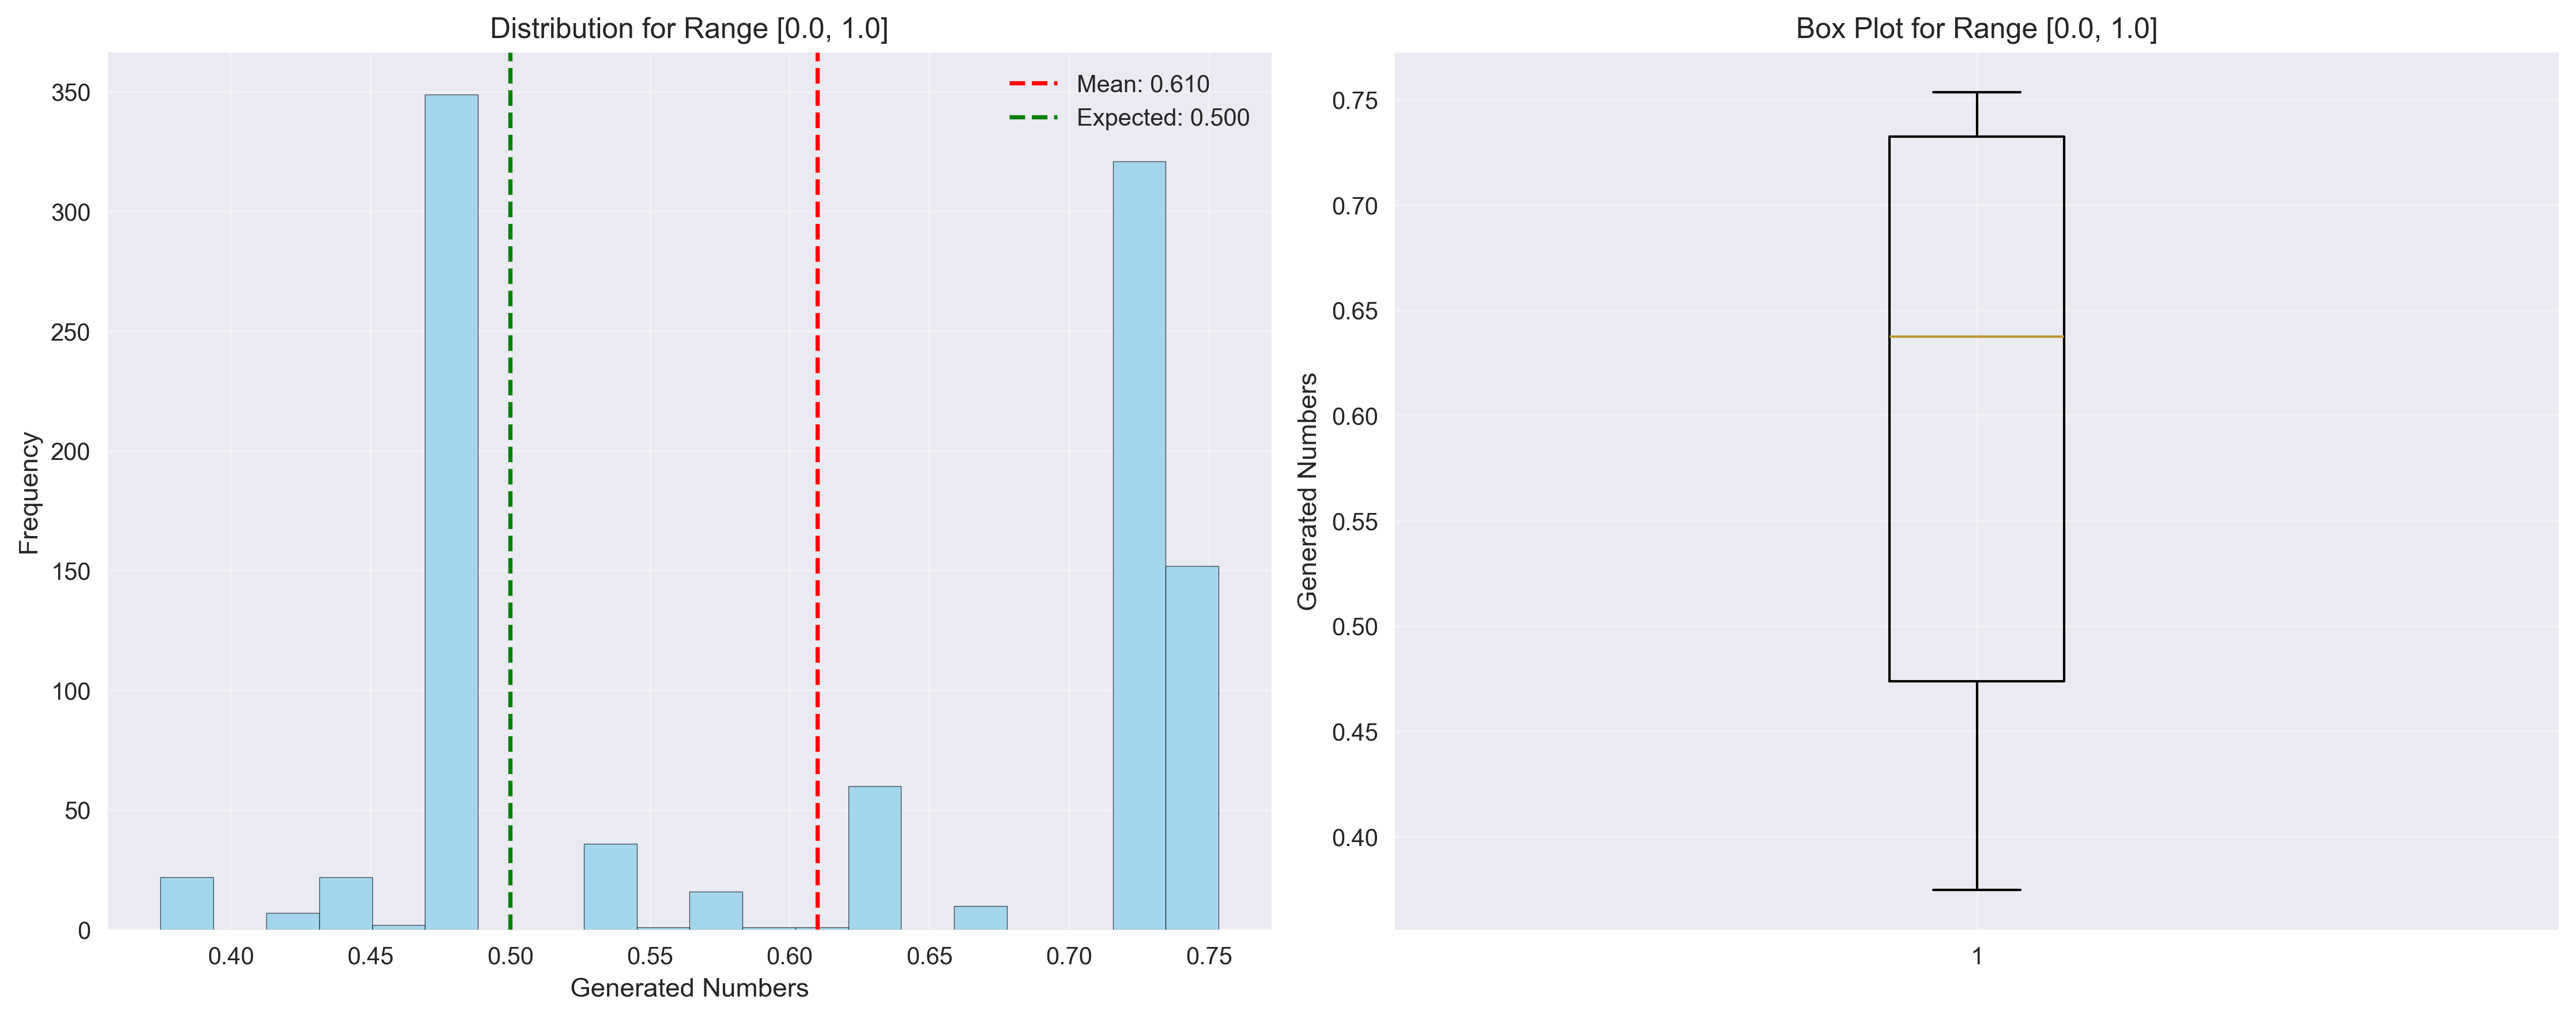 Distribution for Range [0.0, 1.0]
Mean: 0.610
Expected: 0.500
Frequency
350
300
250
200
150
100
50
0
0.40 0.45 0.50 0.55 0.60 0.65 0.70 0.75
Generated Numbers
Box Plot for Range [0.0, 1.0]
Generated Numbers
0.75
0.70
0.65
0.60
0.55
0.50
0.45
0.40
1